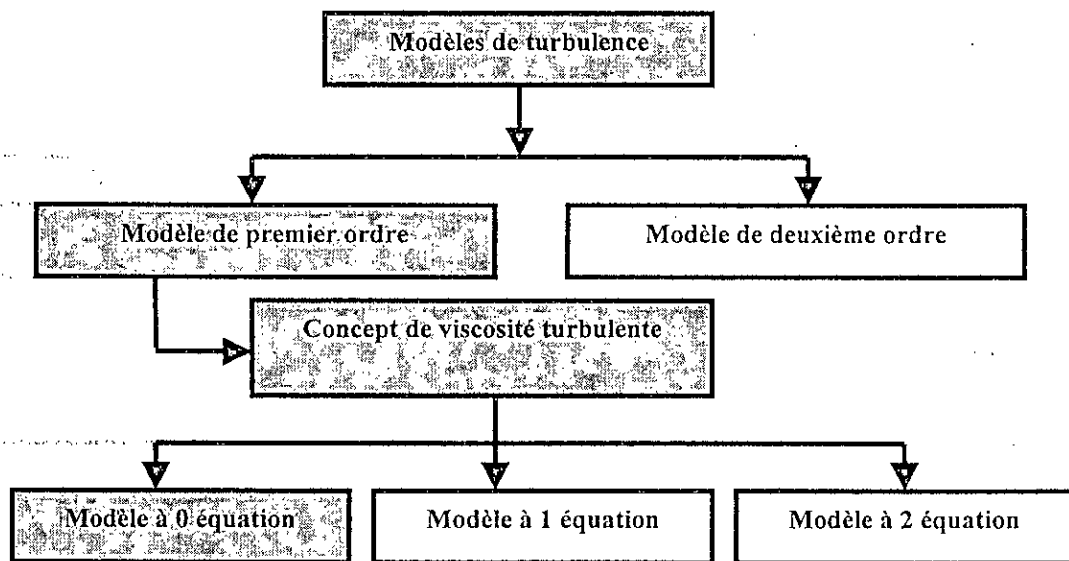 Modèles de turbulence
Modèle de premier ordre
Modèle de deuxième ordre
Concept de viscosité turbulente
Modèle à 0 équation
Modèle à 1 équation
Modèle à 2 équation